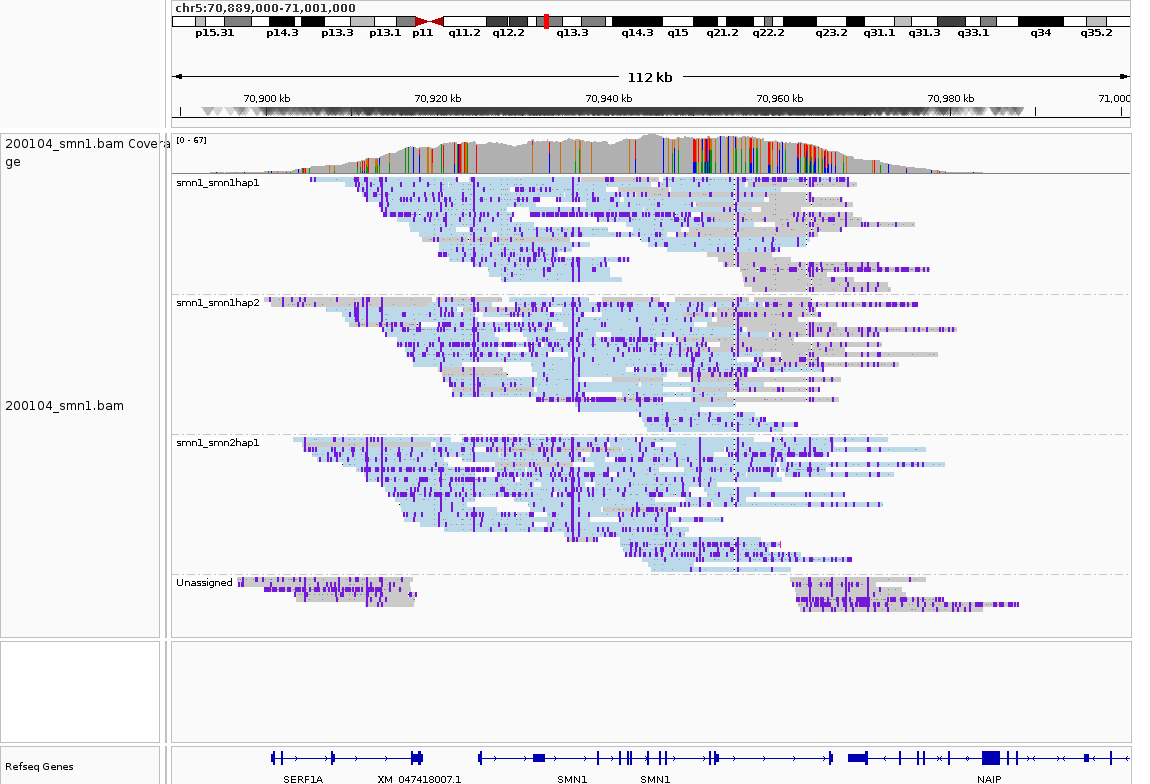 chr5:70,889,000-71,001,000
p15.31 p14.3 p13.3 p13.1 p11 q11.2 q12.2 q13.3 q14.3 q15 q21.2 q22.2 q23.2 q31.1 q31.3 q33.1 q34 q35.2
112 kb
70,900 kb 70,920 kb 70,940 kb 70,960 kb 70,980 kb 71,000
200104_smn1.bam Covera
ge
[0 - 67]
smn1_smn1hap1
smn1_smn1hap2
200104_smn1.bam
smn1_smn2hap1
Unassigned
Refseq Genes
SERF1A XM_047418007.1 SMN1 SMN1 NAIP